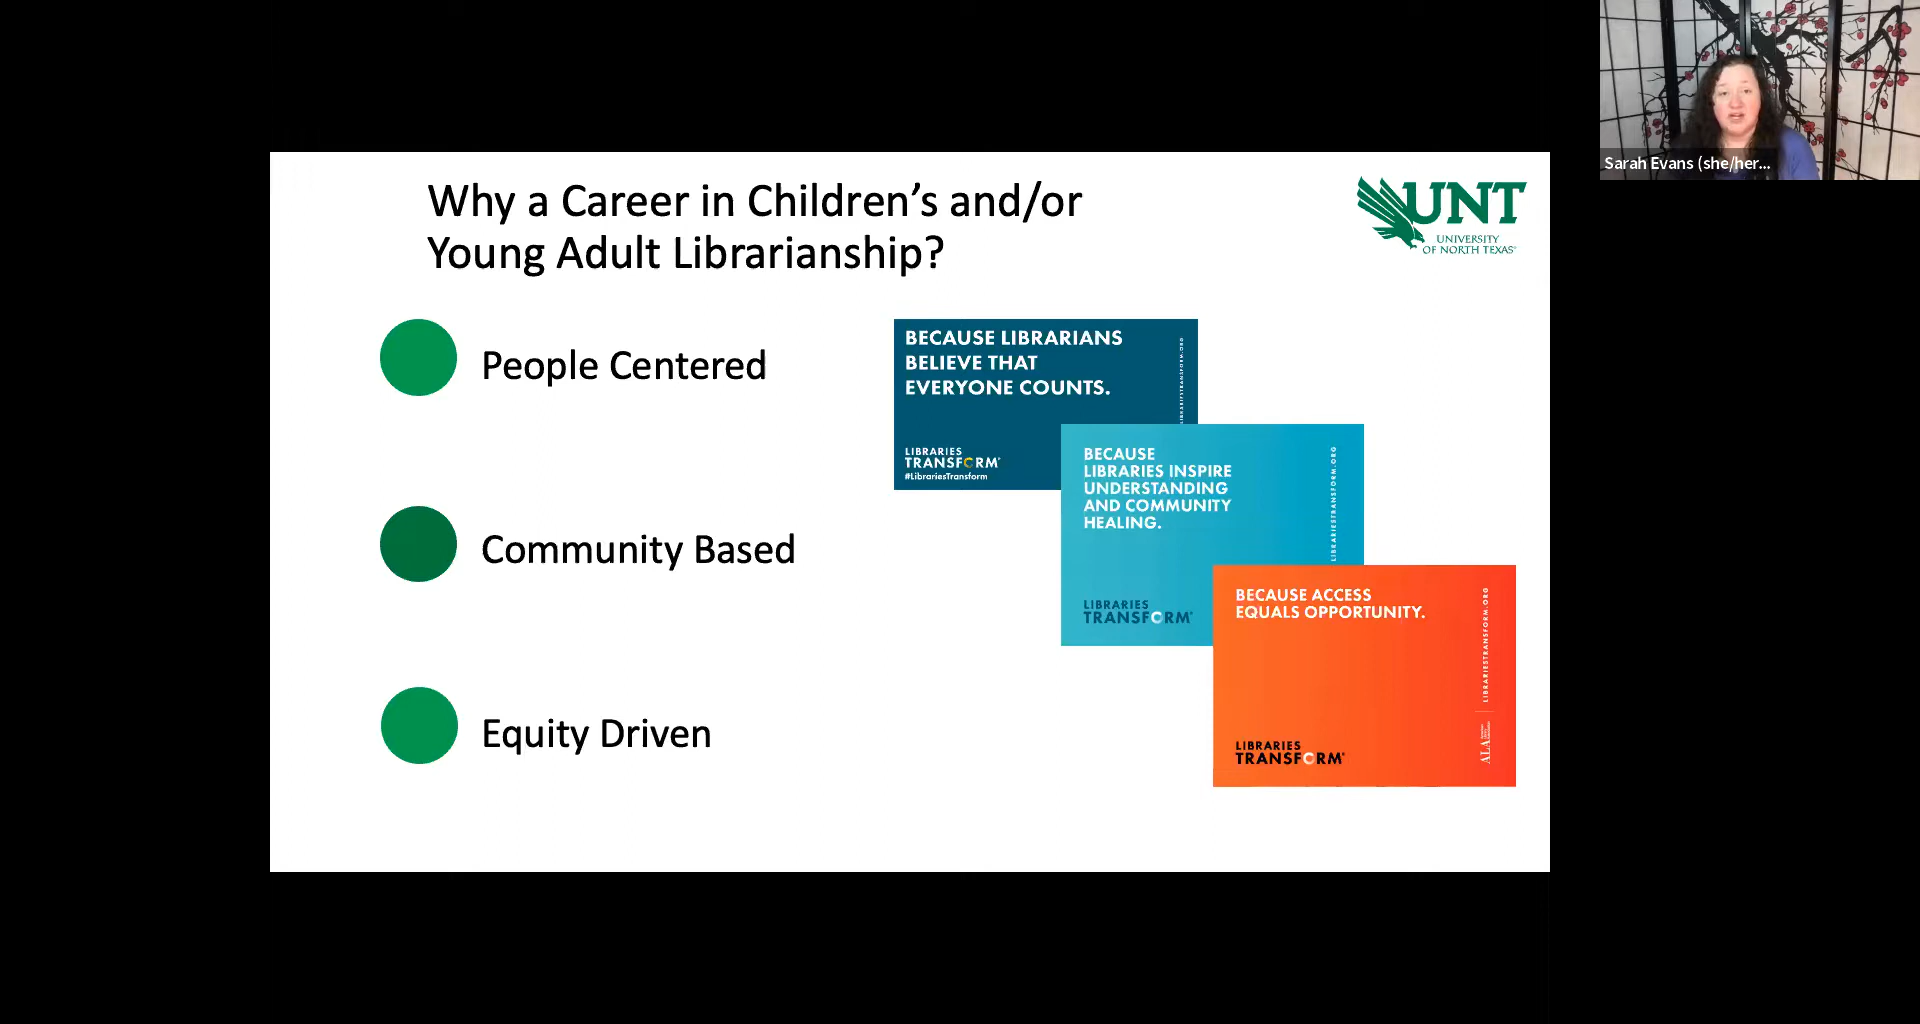 Why a Career in Children's and/or
Young Adult Librarianship?
UNT
UNIVERSITY
OF NORTH TEXAS®
People Centered
Community Based
Equity Driven
BECAUSE LIBRARIANS
BELIEVE THAT
EVERYONE COUNTS.
LIBRARIES
TRANSFORM®
#LibrariesTransform
LIBRARIESTRANSFORM.ORG
BECAUSE
LIBRARIES INSPIRE
UNDERSTANDING
AND COMMUNITY
HEALING.
LIBRARIES
TRANSFORM®
LIBRARIESTRANSFORM.ORG
BECAUSE ACCESS
EQUALS OPPORTUNITY.
LIBRARIES
TRANSFORM®
LIBRARIESTRANSFORM.ORG
ALA
Sarah Evans (she/her...